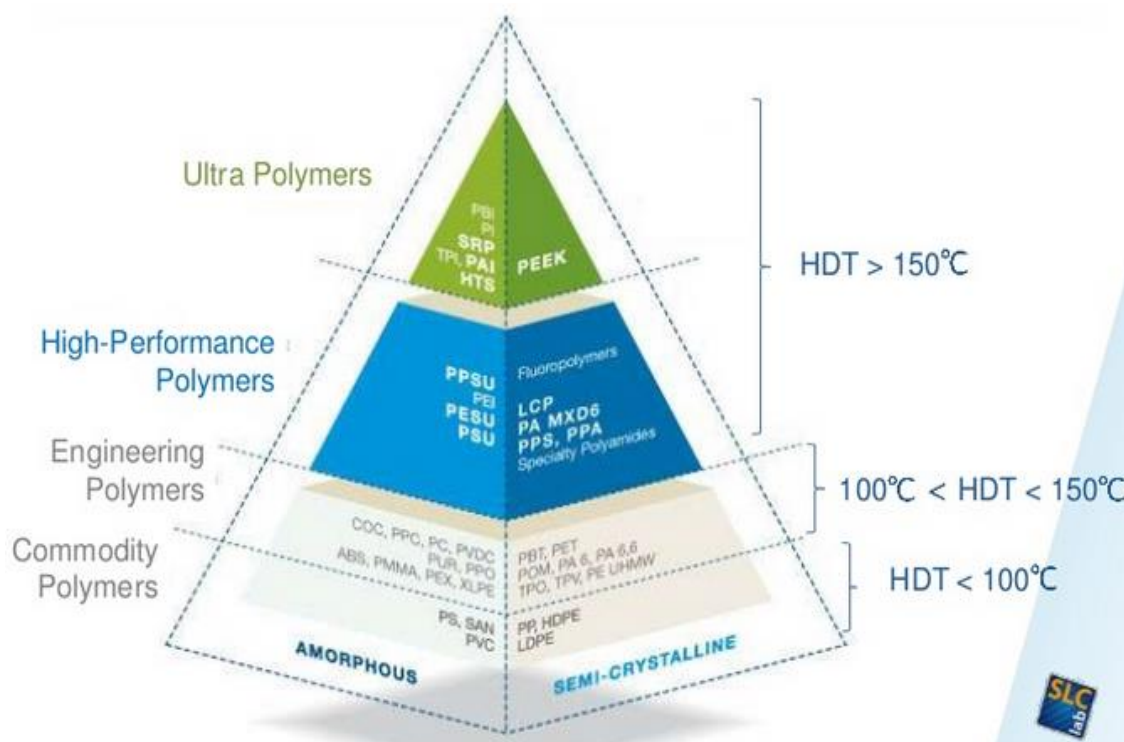 Ultra Polymers
PBI
PI
SRP
TPI, PAI
HTS
PEEK
HDT > 150℃
High-Performance
Polymers
PPSU
PEI
PESU
PSU
Fluoropolymers
LCP
PA MXD6
PPS, PPA
Specialty Polyamides
Engineering
Polymers
100℃ < HDT < 150℃
COC, PPC, PC, PVDC
PUR, PPO
ABS, PMMA, PEX, XLPE
PBT, PET
POM, PA 6, PA 6,6
TPO, TPV, PE UHMW
Commodity
Polymers
HDT < 100℃
PS, SAN
PVC
PP, HDPE
LDPE
AMORPHOUS
SEMI-CRYSTALLINE
SLC
lab